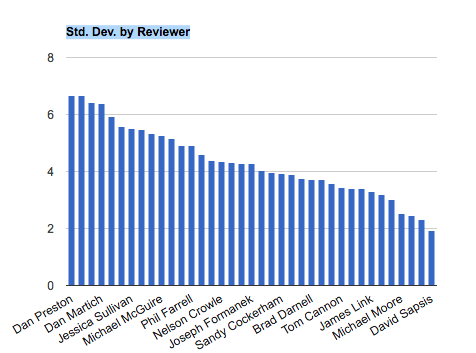 Std. Dev. by Reviewer
8
6
4
2
0
Dan Preston
Dan Martich
Jessica Sullivan
Michael McGuire
Phil Farrell
Nelson Crowle
Joseph Formanek
Sandy Cockerham
Brad Darnell
Tom Cannon
James Link
Michael Moore
David Sapsis